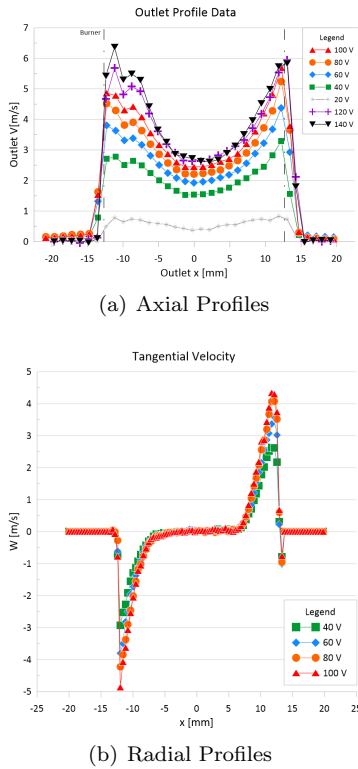 Outlet Profile Data
Burner
Outlet V[m/s]
7
6
5
4
3
2
1
0
-20
-15
-10
-5
0
5
10
15
20
Outlet x [mm]
Legend
100 V
80 V
60 V
40 V
20 V
120 V
140 V
(a) Axial Profiles
Tangential Velocity
W [m/s]
5
4
3
2
1
0
-1
-2
-3
-4
-5
-25
-20
-15
-10
-5
0
5
10
15
20
25
x [mm]
Legend
40 V
60 V
80 V
100 V
(b) Radial Profiles